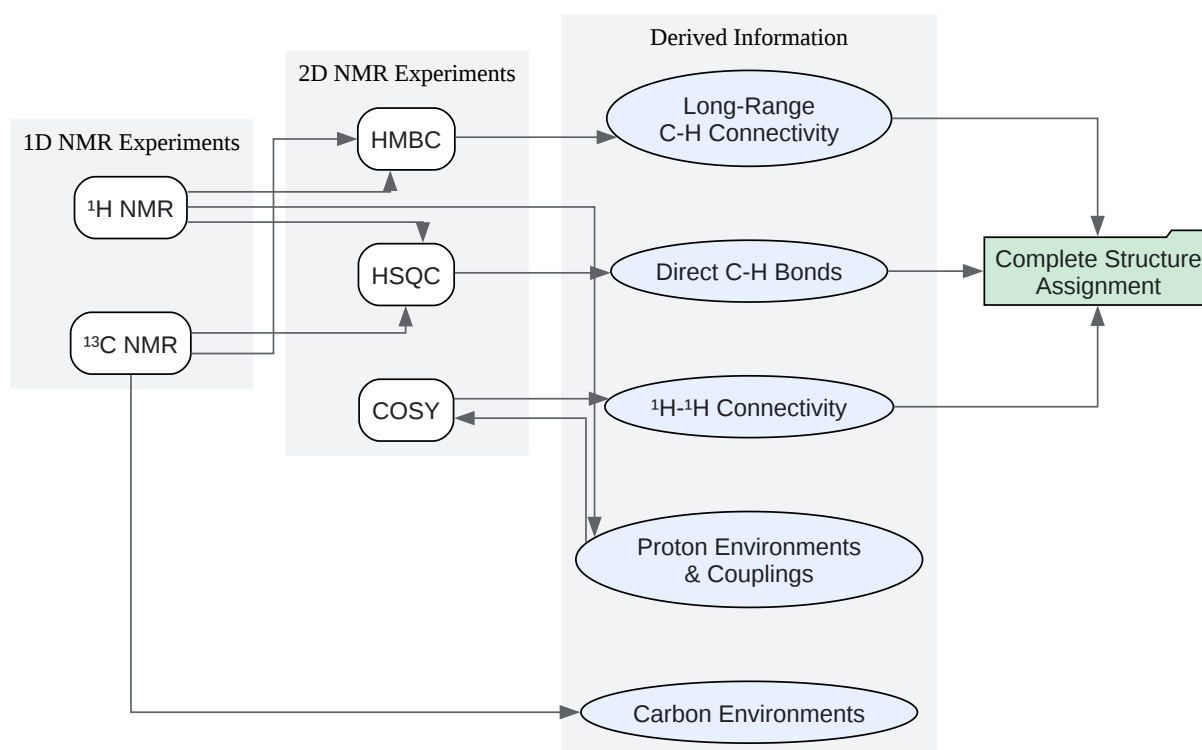 1D NMR Experiments
¹H NMR
¹³C NMR
2D NMR Experiments
HMBC
HSQC
COSY
Derived Information
Long-Range
C-H Connectivity
Direct C-H Bonds
¹H-¹H Connectivity
Proton Environments
& Couplings
Carbon Environments
Complete Structure
Assignment